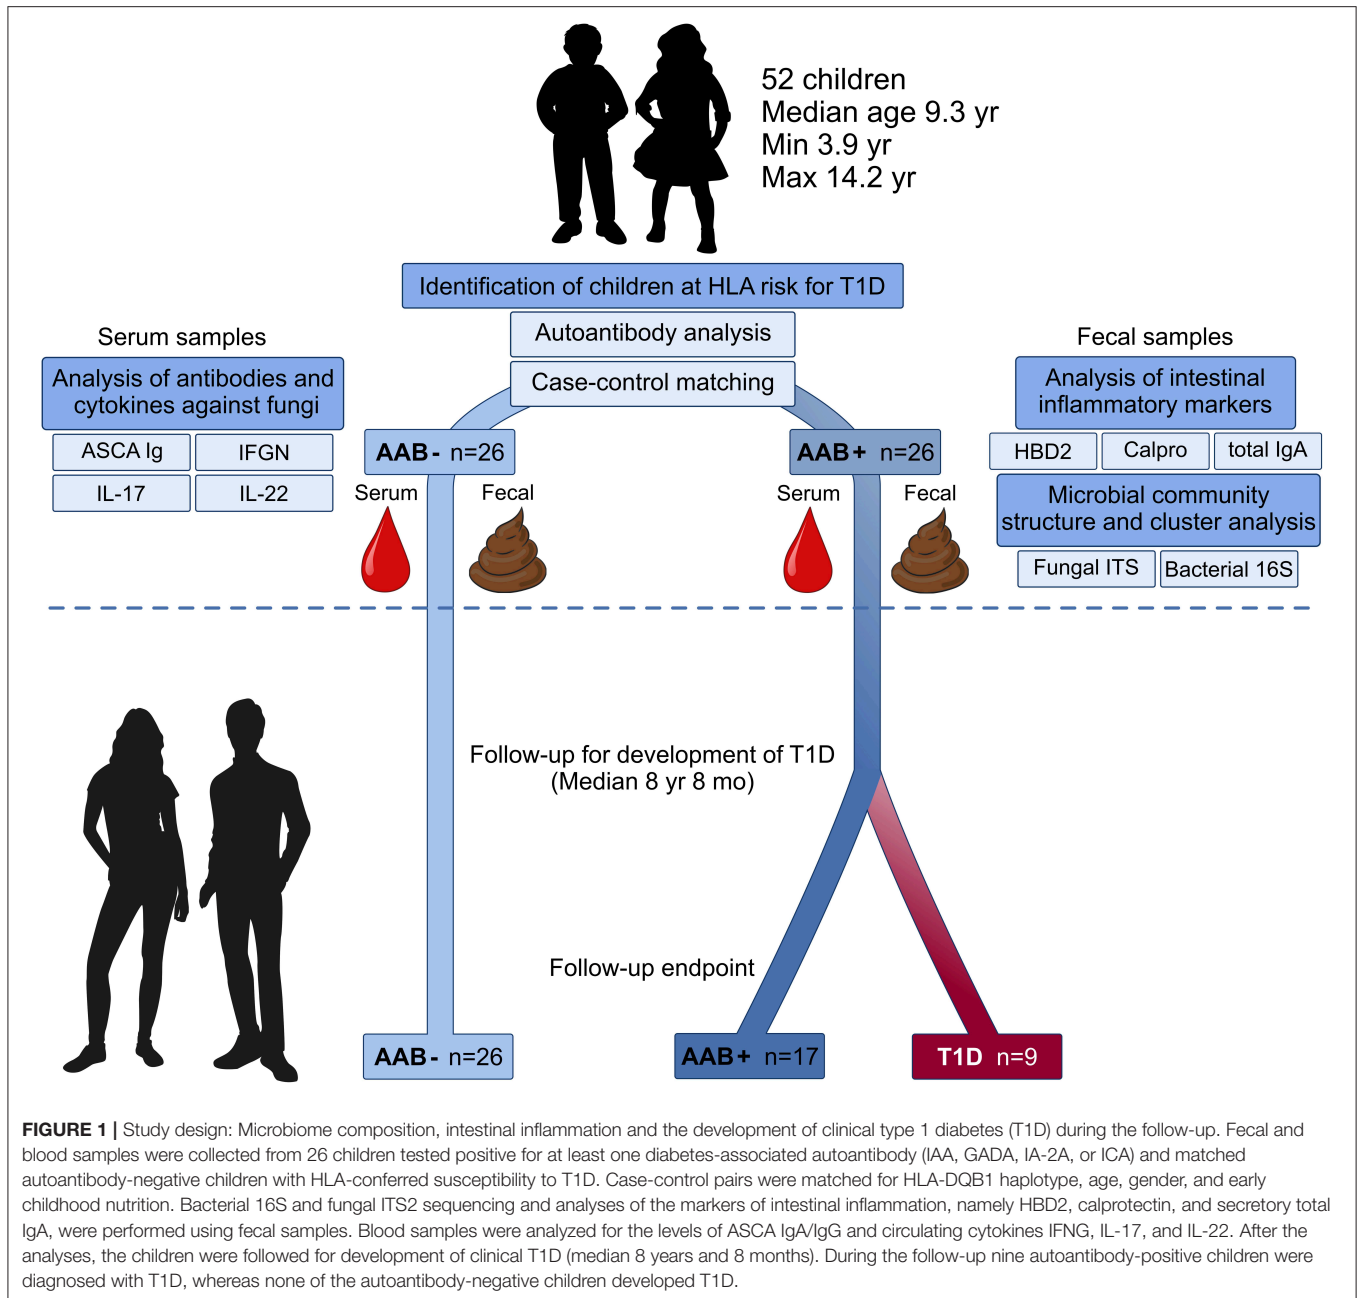 52 children
Median age 9.3 yr
Min 3.9 yr
Max 14.2 yr
Identification of children at HLA risk for T1D
Autoantibody analysis
Case-control matching
Serum samples
Analysis of antibodies and
cytokines against fungi
ASCA Ig
IFGN
IL-17
IL-22
Fecal samples
Analysis of intestinal
inflammatory markers
HBD2
Calpro
total IgA
Microbial community
structure and cluster analysis
Fungal ITS
Bacterial 16S
AAB- n=26
Serum
Fecal
AAB+ n=26
Serum
Fecal
Follow-up for development of T1D
(Median 8 yr 8 mo)
Follow-up endpoint
AAB- n=26
AAB+ n=17
T1D n=9
FIGURE 1 | Study design: Microbiome composition, intestinal inflammation and the development of clinical type 1 diabetes (T1D) during the follow-up. Fecal and
blood samples were collected from 26 children tested positive for at least one diabetes-associated autoantibody (IAA, GADA, IA-2A, or ICA) and matched
autoantibody-negative children with HLA-conferred susceptibility to T1D. Case-control pairs were matched for HLA-DQB1 haplotype, age, gender, and early
childhood nutrition. Bacterial 16S and fungal ITS2 sequencing and analyses of the markers of intestinal inflammation, namely HBD2, calprotectin, and secretory total
IgA, were performed using fecal samples. Blood samples were analyzed for the levels of ASCA IgA/IgG and circulating cytokines IFNG, IL-17, and IL-22. After the
analyses, the children were followed for development of clinical T1D (median 8 years and 8 months). During the follow-up nine autoantibody-positive children were
diagnosed with T1D, whereas none of the autoantibody-negative children developed T1D.